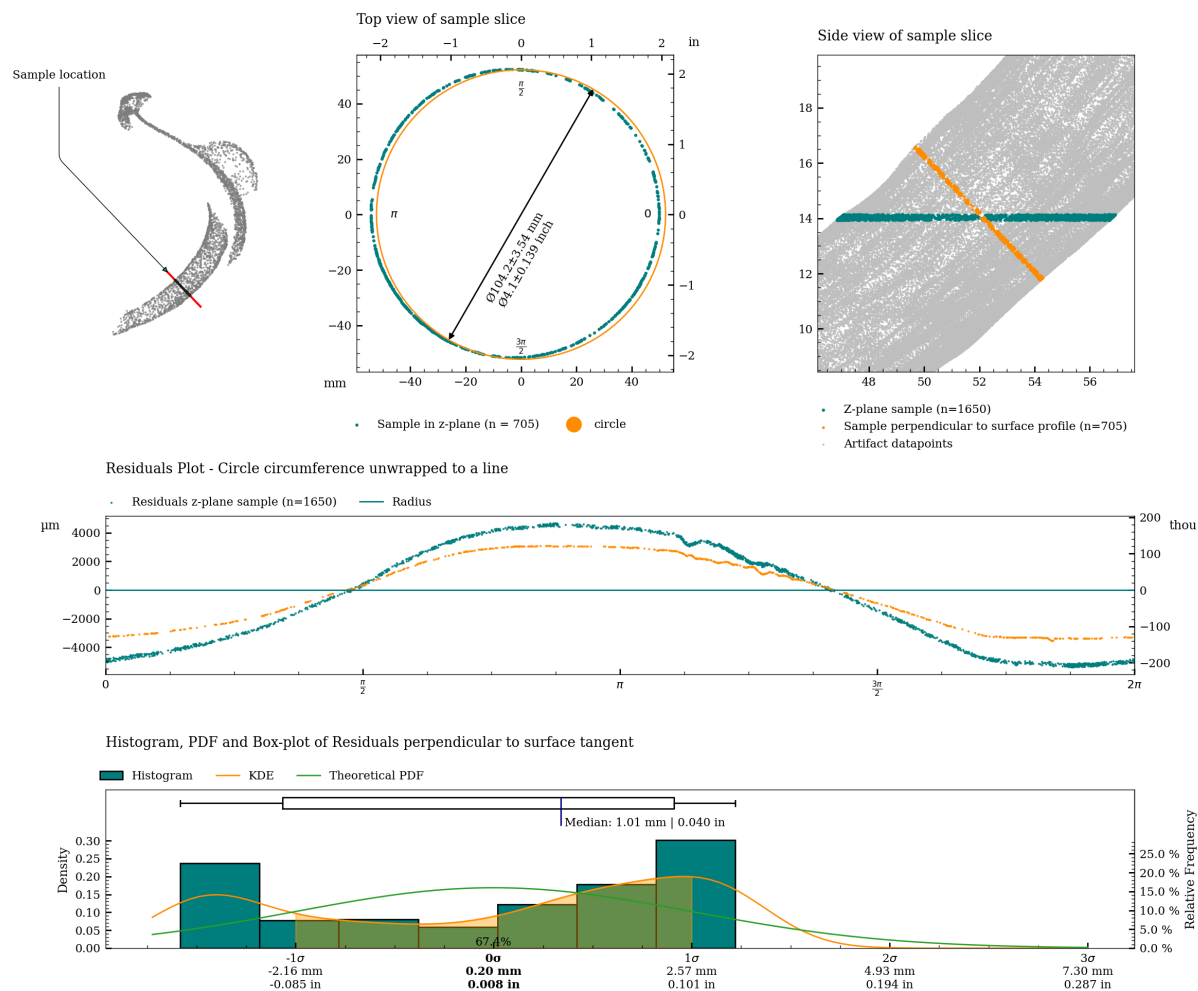 Top view of sample slice
−2 −1 0 1 2 in
Side view of sample slice
Sample location
π/2
40
20
0
−20
−40
2
1
0
−1
−2
π
0
Ø104.2±3.54 mm
Ø4.1±0.139 inch
3π/2
mm
−40 −20 0 20 40
18
16
14
12
10
48 50 52 54 56
Sample in z-plane (n = 705)
circle
Z-plane sample (n=1650)
Sample perpendicular to surface profile (n=705)
Artifact datapoints
Residuals Plot - Circle circumference unwrapped to a line
Residuals z-plane sample (n=1650)
Radius
µm
thou
4000
2000
0
−2000
−4000
200
100
0
−100
−200
0 π/2 π 3π/2 2π
Histogram, PDF and Box-plot of Residuals perpendicular to surface tangent
Histogram
KDE
Theoretical PDF
Median: 1.01 mm | 0.040 in
Density
0.30
0.25
0.20
0.15
0.10
0.05
0.00
Relative Frequency
25.0 %
20.0 %
15.0 %
10.0 %
5.0 %
0.0 %
67.4%
-1σ 0σ 1σ 2σ 3σ
-2.16 mm 0.20 mm 2.57 mm 4.93 mm 7.30 mm
-0.085 in 0.008 in 0.101 in 0.194 in 0.287 in